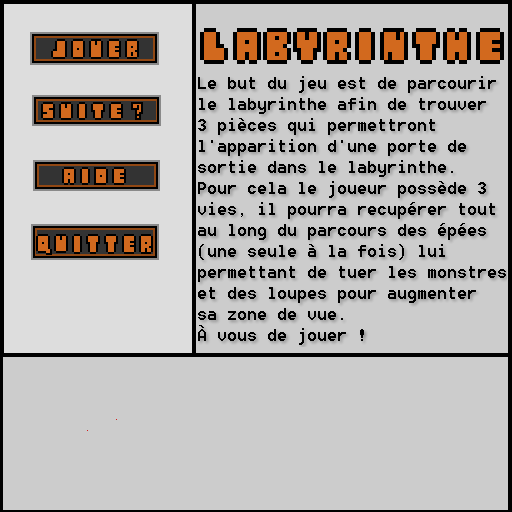 JOUER
SUITE ?
AIDE
QUITTER
LABYRINTHE
Le but du jeu est de parcourir
le labyrinthe afin de trouver
3 pièces qui permettront
l'apparition d'une porte de
sortie dans le labyrinthe.
Pour cela le joueur possède 3
vies, il pourra recupérer tout
au long du parcours des épées
(une seule à la fois) lui
permettant de tuer les monstres
et des loupes pour augmenter
sa zone de vue.
À vous de jouer !